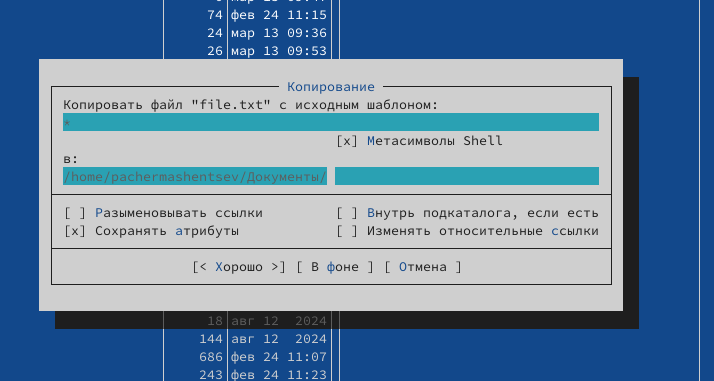 74 фев 24 11:15
24 мар 13 09:36
26 мар 13 09:53
Копирование
Копировать файл "file.txt" с исходным шаблоном:
*
[x] Метасимволы Shell
в:
/home/pachermashentsev/Документы/
[ ] Разыменовывать ссылки [ ] Внутрь подкаталога, если есть
[x] Сохранять атрибуты [ ] Изменять относительные ссылки
[< Хорошо >] [ В фоне ] [ Отмена ]
18 авг 12 2024
144 авг 12 2024
686 фев 24 11:07
243 фев 24 11:23